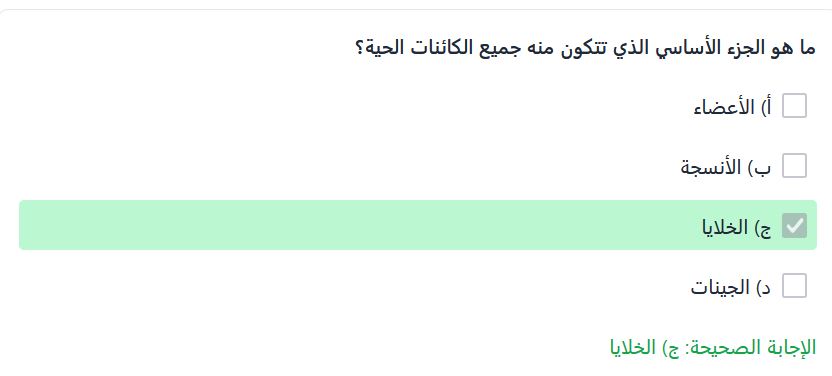 ما هو الجزء الأساسي الذي تتكون منه جميع الكائنات الحية؟
أ) الأعضاء
ب) الأنسجة
ج) الخلايا
د) الجينات
الإجابة الصحيحة: ج) الخلايا